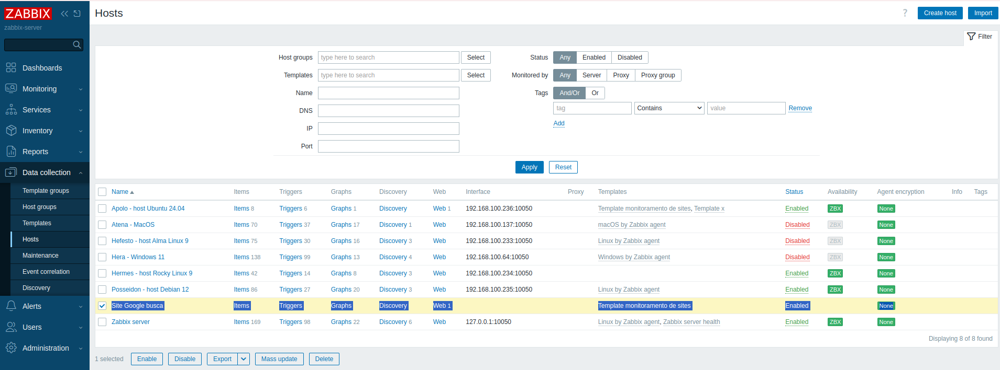 ZABBIX
zabbix-server
Dashboards
Monitoring
Services
Inventory
Reports
Data collection
Template groups
Host groups
Templates
Hosts
Maintenance
Event correlation
Discovery
Alerts
Users
Administration
Hosts
? Create host Import
Filter
Host groups type here to search Select
Templates type here to search Select
Name
DNS
IP
Port
Status Any Enabled Disabled
Monitored by Any Server Proxy Proxy group
Tags And/Or Or
tag Contains value Remove
Add
Apply Reset
Name Items Triggers Graphs Discovery Web Interface Proxy Templates Status Availability Agent encryption Info Tags
Apolo - host Ubuntu 24.04 Items 8 Triggers 6 Graphs 1 Discovery Web 1 192.168.100.236:10050 Template monitoramento de sites, Template x Enabled ZBX None
Atena - MacOS Items 70 Triggers 37 Graphs 17 Discovery 1 Web 192.168.100.137:10050 macOS by Zabbix agent Disabled ZBX None
Hefesto - host Alma Linux 9 Items 75 Triggers 30 Graphs 16 Discovery 3 Web 192.168.100.233:10050 Linux by Zabbix agent Disabled ZBX None
Hera - Windows 11 Items 138 Triggers 99 Graphs 13 Discovery 4 Web 192.168.100.64:10050 Windows by Zabbix agent Disabled ZBX None
Hermes - host Rocky Linux 9 Items 42 Triggers 14 Graphs 8 Discovery 3 Web 192.168.100.234:10050 Enabled ZBX None
Posseidon - host Debian 12 Items 86 Triggers 27 Graphs 20 Discovery 3 Web 192.168.100.235:10050 Linux by Zabbix agent Enabled ZBX None
Site Google busca Items Triggers Graphs Discovery Web 1 Template monitoramento de sites Enabled None
Zabbix server Items 169 Triggers 98 Graphs 22 Discovery 6 Web 127.0.0.1:10050 Linux by Zabbix agent, Zabbix server health Enabled ZBX None
Displaying 8 of 8 found
1 selected Enable Disable Export Mass update Delete